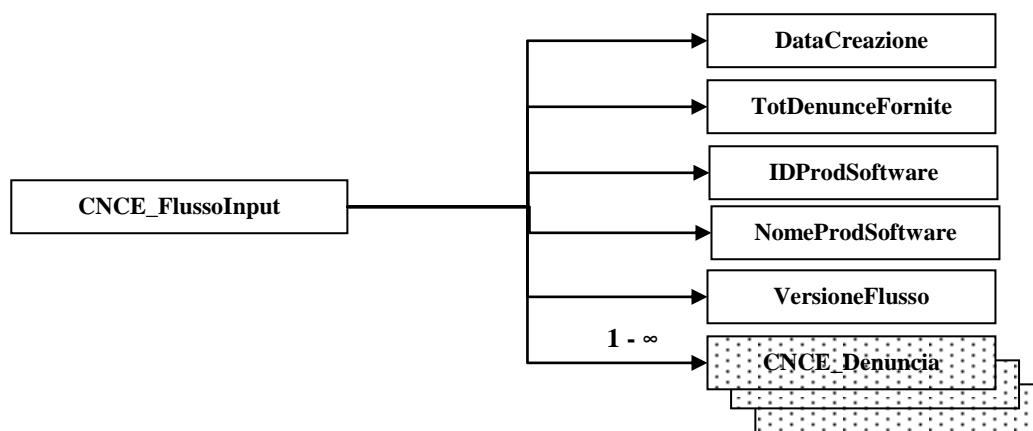 DataCreazione
TotDenunceFornite
IDProdSoftware
CNCE_FlussoInput
NomeProdSoftware
VersioneFlusso
1 - ∞
CNCE_Denuncia